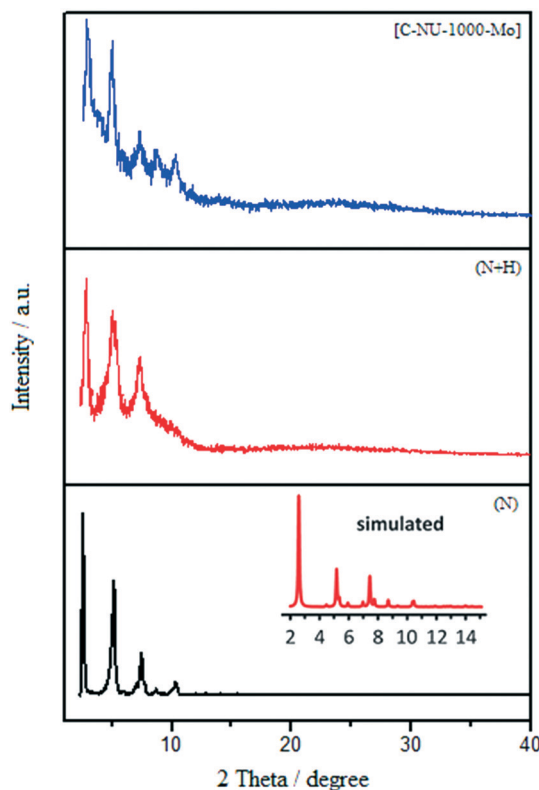 [C-NU-1000-Mo]
(N+H)
Intensity / a.u.
(N)
simulated
2 4 6 8 10 12 14
10 20 30 40
2 Theta / degree